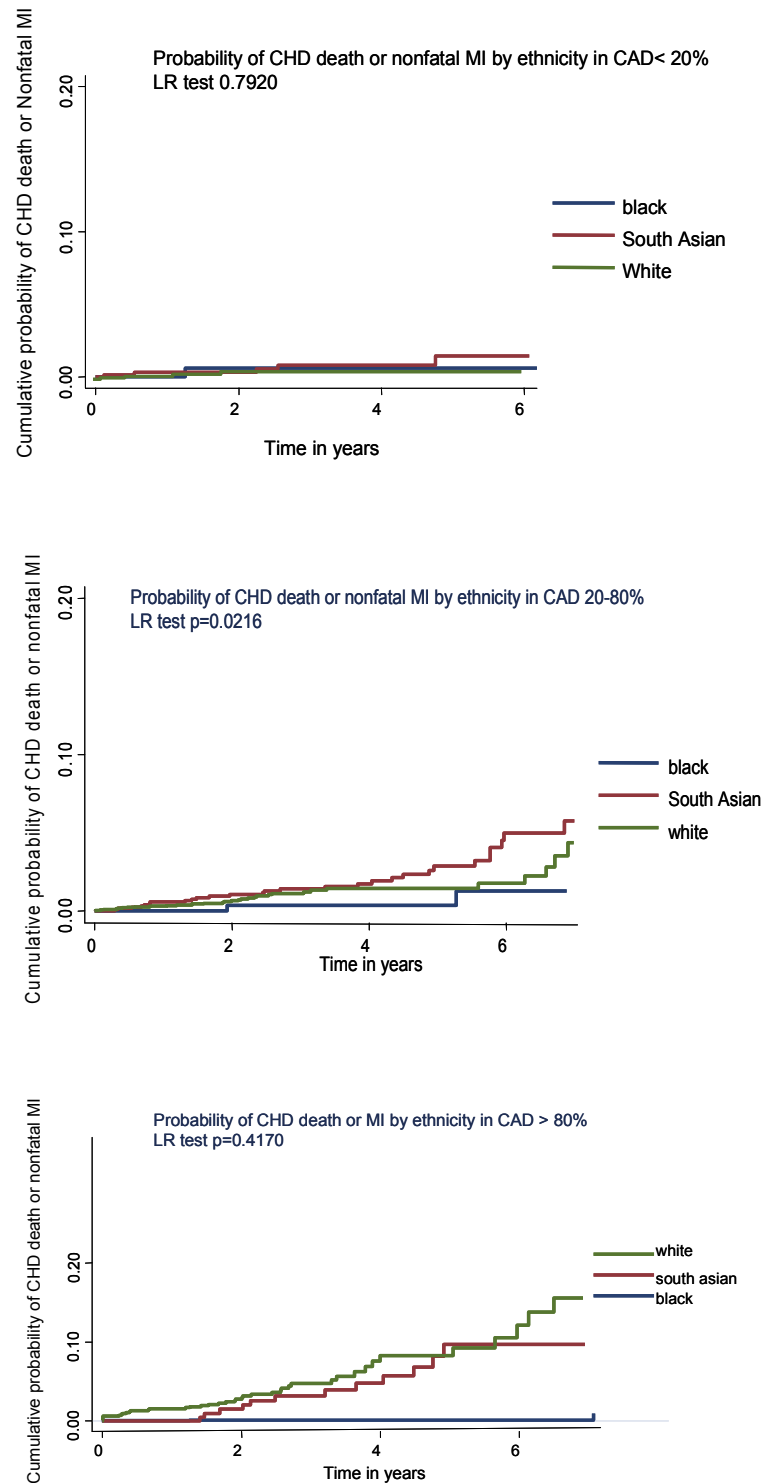 Probability of CHD death or nonfatal MI by ethnicity in CAD< 20%
LR test 0.7920
Cumulative probability of CHD death or Nonfatal MI
0.20
0.10
0.00
black
South Asian
White
0 2 4 6
Time in years
Probability of CHD death or nonfatal MI by ethnicity in CAD 20-80%
LR test p=0.0216
Cumulative probability of CHD death or nonfatal MI
0.20
0.10
0.00
black
South Asian
white
0 2 4 6
Time in years
Probability of CHD death or MI by ethnicity in CAD > 80%
LR test p=0.4170
Cumulative probability of CHD death or nonfatal MI
0.20
0.10
0.00
white
south asian
black
0 2 4 6
Time in years